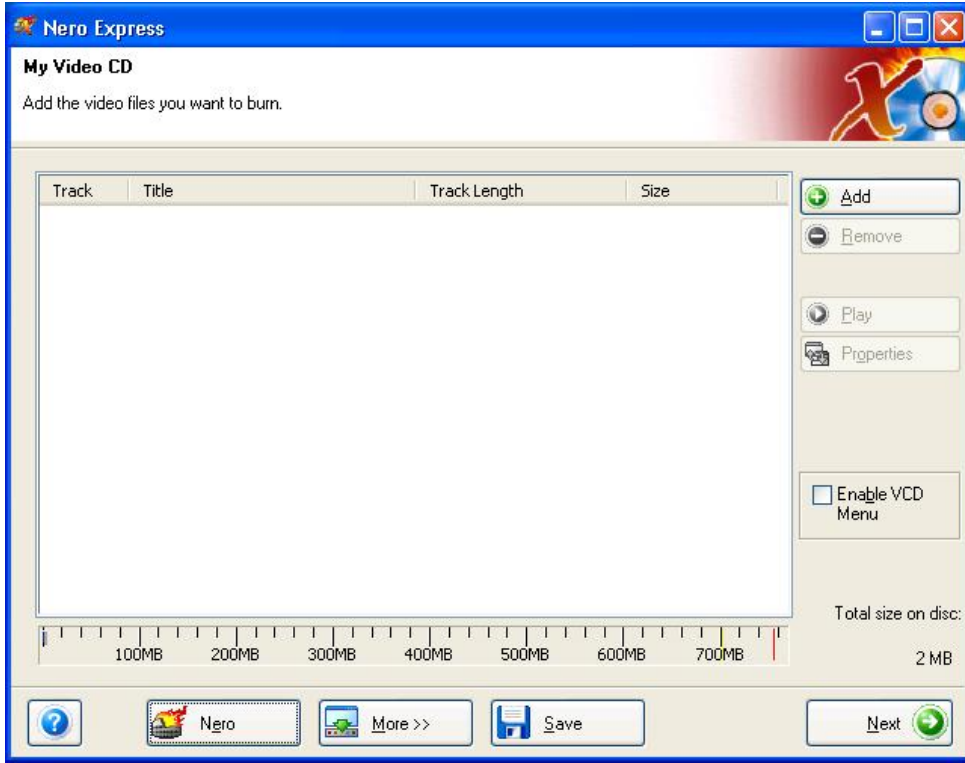 Nero Express
My Video CD
Add the video files you want to burn.
Track Title Track Length Size
Add
Remove
Play
Properties
Enable VCD
Menu
Total size on disc:
100MB 200MB 300MB 400MB 500MB 600MB 700MB
2 MB
Nero More >> Save Next